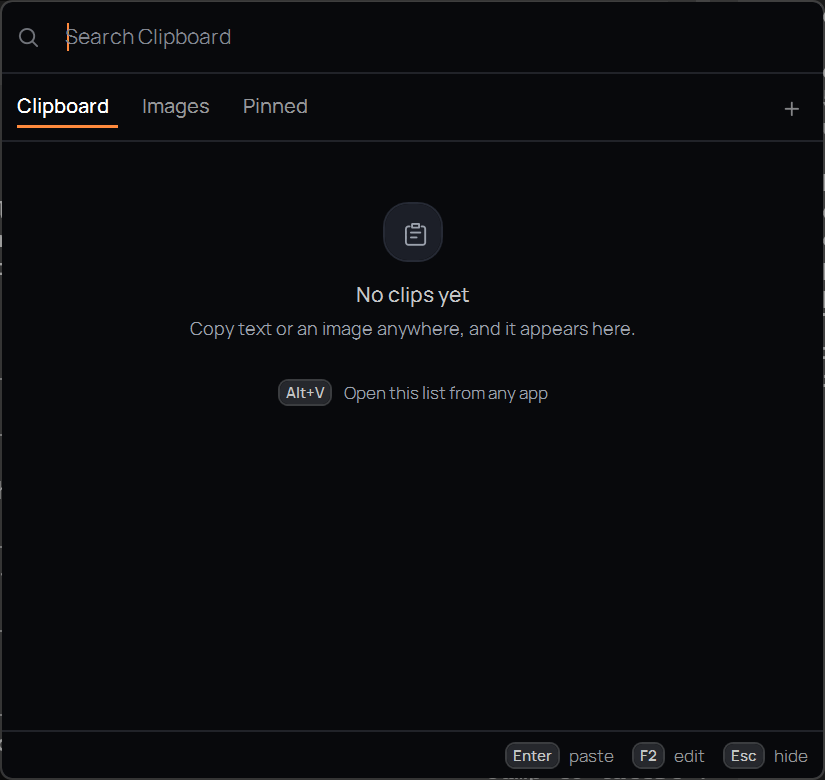 Search Clipboard
Clipboard Images Pinned +
No clips yet
Copy text or an image anywhere, and it appears here.
Alt+V Open this list from any app
Enter paste F2 edit Esc hide